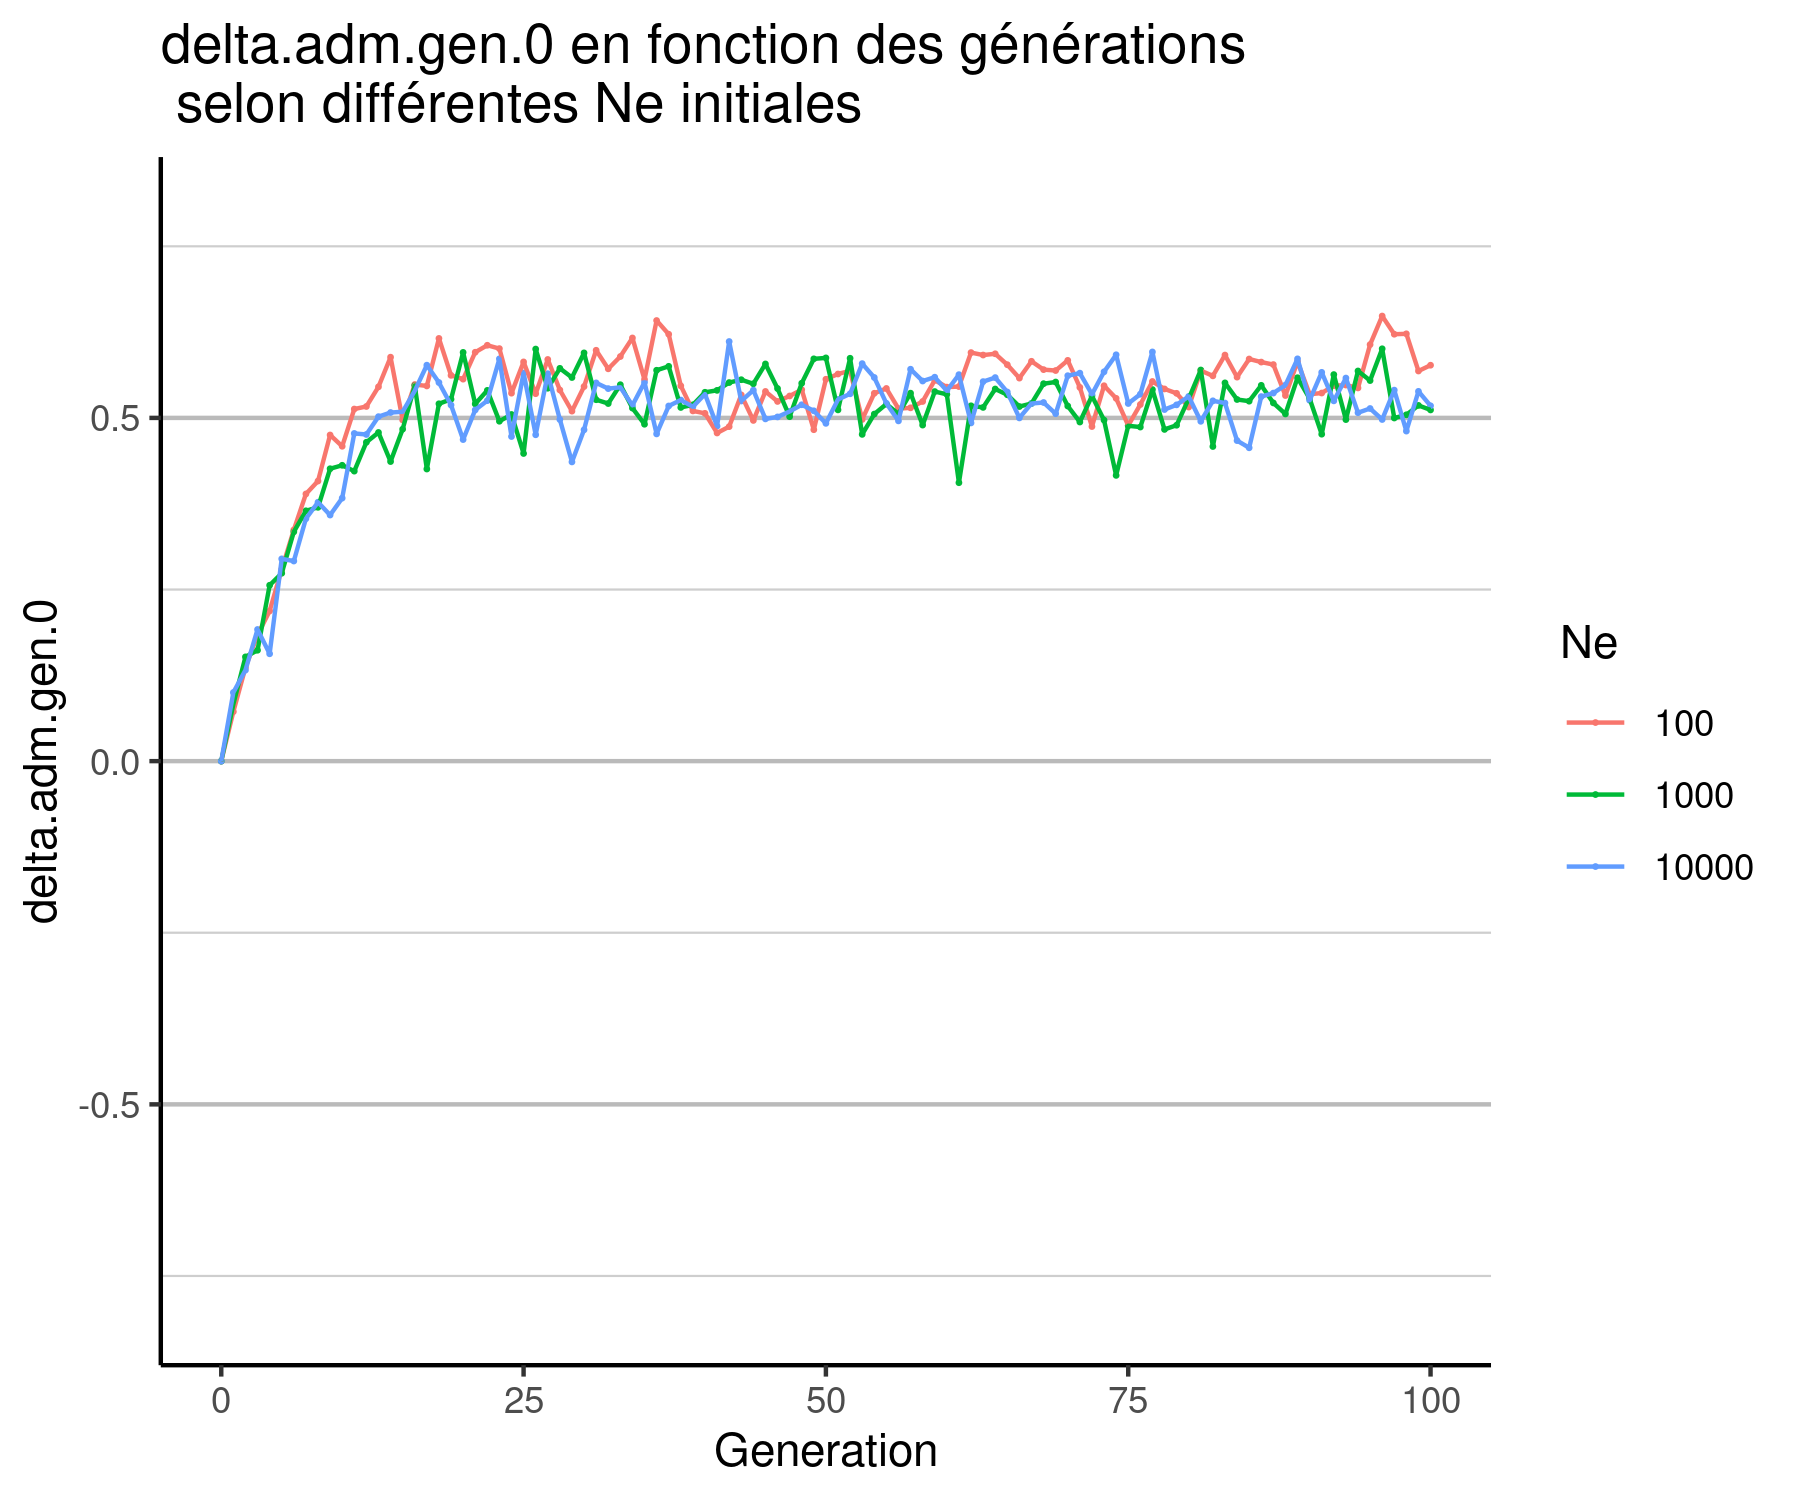 delta.adm.gen.0 en fonction des générations
selon différentes Ne initiales
delta.adm.gen.0
0.5
0.0
-0.5
0
25
50
75
100
Generation
Ne
100
1000
10000